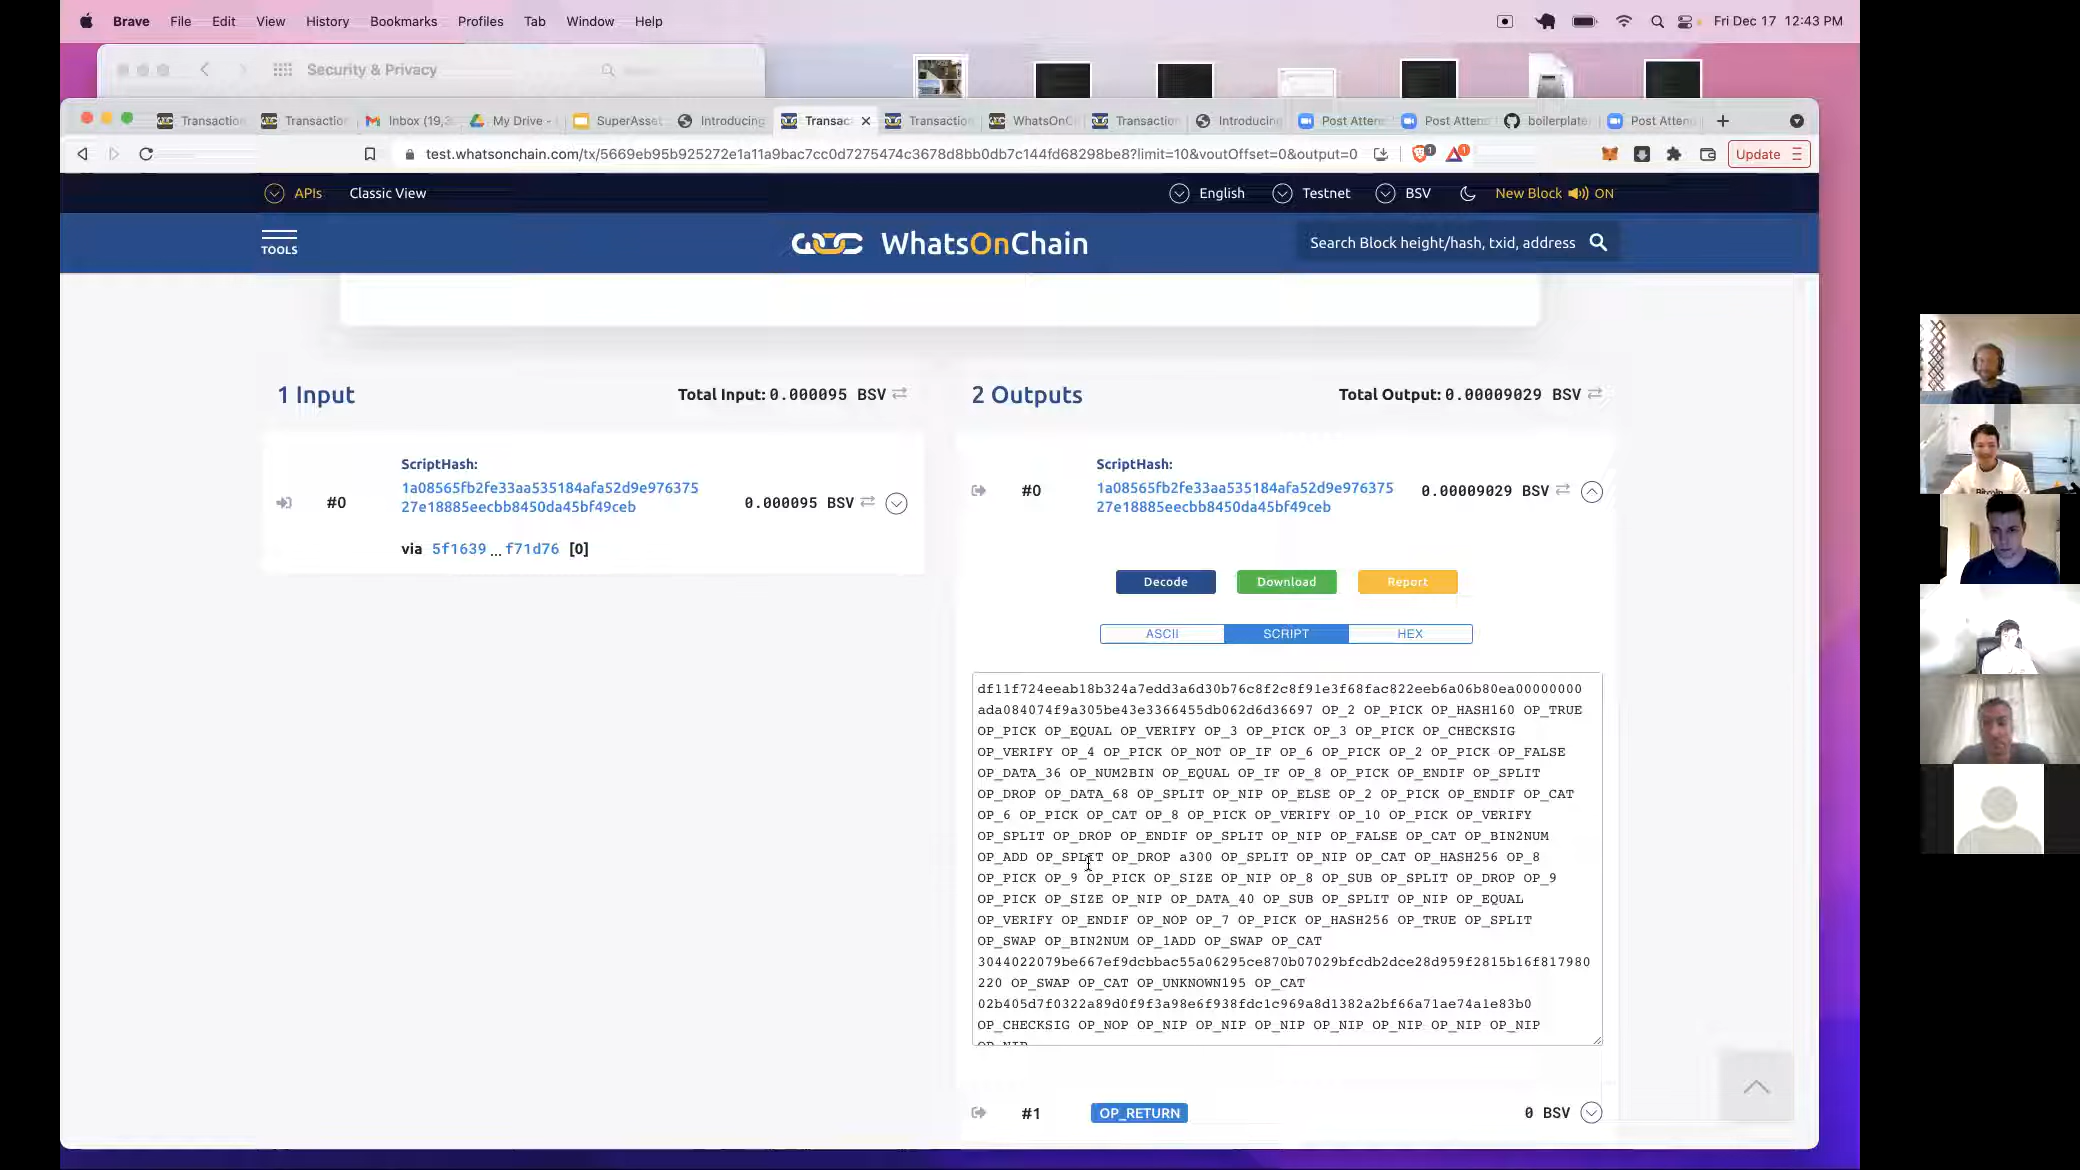 Brave File Edit View History Bookmarks Profiles Tab Window Help
Fri Dec 17 12:43 PM
Security & Privacy
Transactio Transaction Inbox (19,3 My Drive - SuperAsset Introducing Transac Transaction WhatsOnC Transaction Introducing Post Attend Post Attend boilerplate Post Attend
test.whatsonchain.com/tx/5669eb95b925272e1a11a9bac7cc0d7275474c3678d8bb0db7c144fd68298be8?limit=10&voutOffset=0&output=0
1 1 Update
APIs Classic View
English Testnet BSV New Block ON
TOOLS
WhatsOnChain
Search Block height/hash, txid, address
1 Input
Total Input: 0.000095 BSV
#0
ScriptHash:
1a08565fb2fe33aa535184afa52d9e976375
27e18885eecbb8450da45bf49ceb
0.000095 BSV
via 5f1639 ... f71d76 [0]
2 Outputs
Total Output: 0.00009029 BSV
#0
ScriptHash:
1a08565fb2fe33aa535184afa52d9e976375
27e18885eecbb8450da45bf49ceb
0.00009029 BSV
Decode Download Report
ASCII SCRIPT HEX
df11f724eeab18b324a7edd3a6d30b76c8f2c8f91e3f68fac822eeb6a06b80ea00000000
ada084074f9a305be43e3366455db062d6d36697 OP_2 OP_PICK OP_HASH160 OP_TRUE
OP_PICK OP_EQUAL OP_VERIFY OP_3 OP_PICK OP_3 OP_PICK OP_CHECKSIG
OP_VERIFY OP_4 OP_PICK OP_NOT OP_IF OP_6 OP_PICK OP_2 OP_PICK OP_FALSE
OP_DATA_36 OP_NUM2BIN OP_EQUAL OP_IF OP_8 OP_PICK OP_ENDIF OP_SPLIT
OP_DROP OP_DATA_68 OP_SPLIT OP_NIP OP_ELSE OP_2 OP_PICK OP_ENDIF OP_CAT
OP_6 OP_PICK OP_CAT OP_8 OP_PICK OP_VERIFY OP_10 OP_PICK OP_VERIFY
OP_SPLIT OP_DROP OP_ENDIF OP_SPLIT OP_NIP OP_FALSE OP_CAT OP_BIN2NUM
OP_ADD OP_SPLIT OP_DROP a300 OP_SPLIT OP_NIP OP_CAT OP_HASH256 OP_8
OP_PICK OP_9 OP_PICK OP_SIZE OP_NIP OP_8 OP_SUB OP_SPLIT OP_DROP OP_9
OP_PICK OP_SIZE OP_NIP OP_DATA_40 OP_SUB OP_SPLIT OP_NIP OP_EQUAL
OP_VERIFY OP_ENDIF OP_NOP OP_7 OP_PICK OP_HASH256 OP_TRUE OP_SPLIT
OP_SWAP OP_BIN2NUM OP_1ADD OP_SWAP OP_CAT
3044022079be667ef9dcbbac55a06295ce870b07029bfcdb2dce28d959f2815b16f817980
220 OP_SWAP OP_CAT OP_UNKNOWN195 OP_CAT
02b405d7f0322a89d0f9f3a98e6f938fdc1c969a8d1382a2bf66a71ae74a1e83b0
OP_CHECKSIG OP_NOP OP_NIP OP_NIP OP_NIP OP_NIP OP_NIP OP_NIP OP_NIP
OP_NIP
#1 OP_RETURN 0 BSV